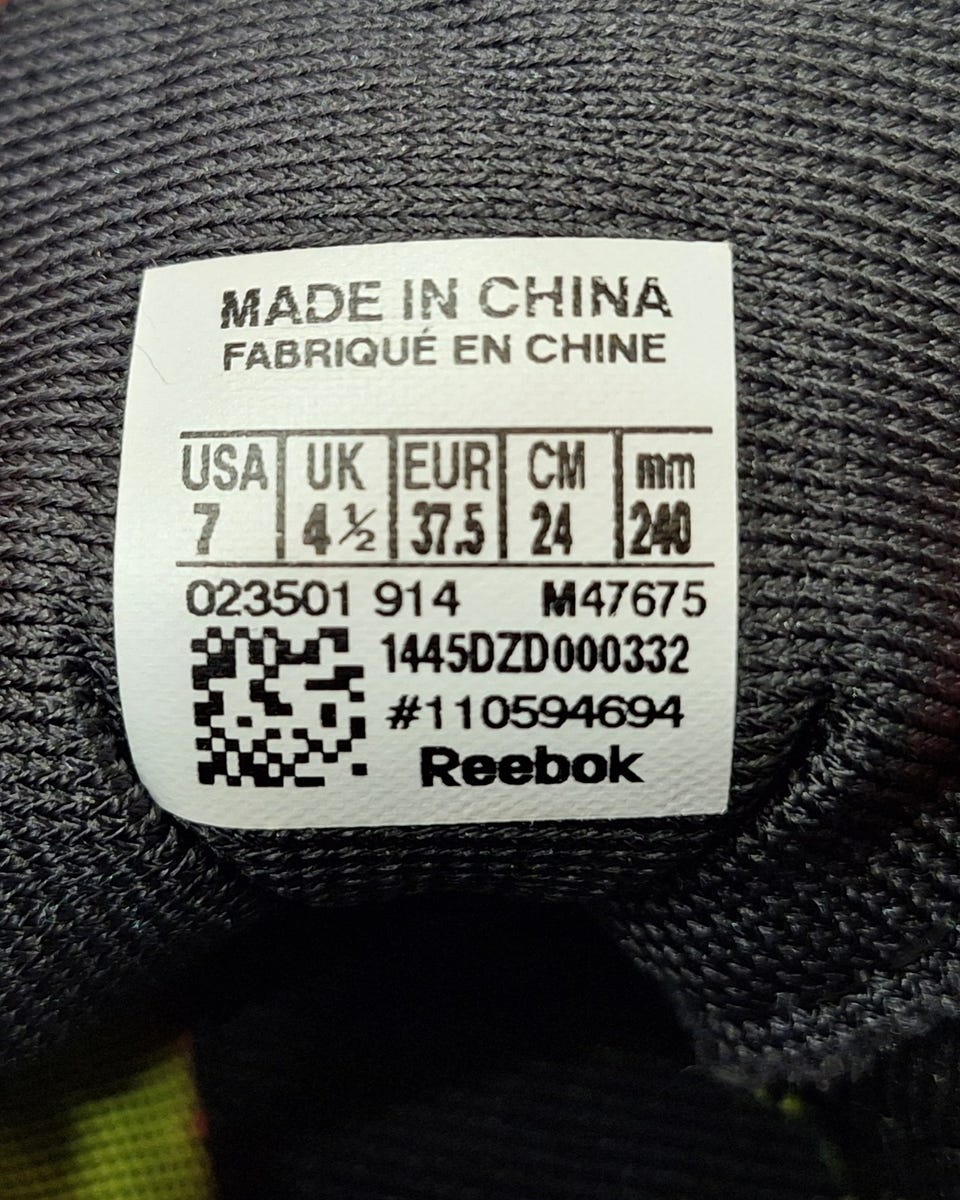 MADE IN CHINA
FABRIQUÉ EN CHINE
USA UK EUR CM mm
7 4 ½ 37.5 24 240
023501 914 M47675
1445DZD000332
#110594694
Reebok